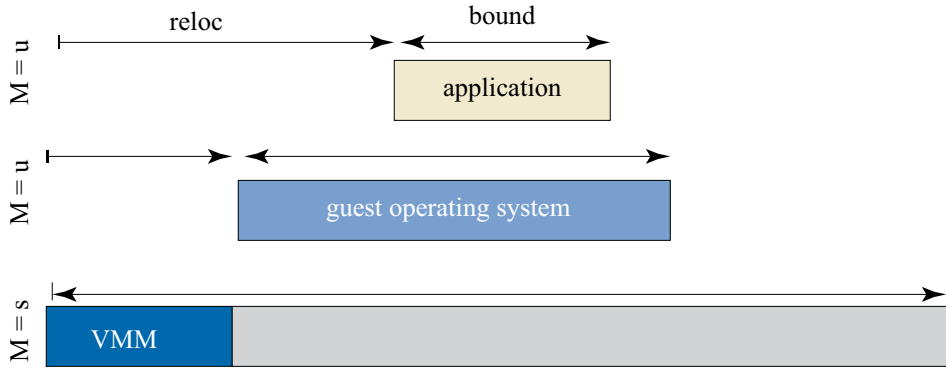 reloc
bound
M = u
application
M = u
guest operating system
M = s
VMM